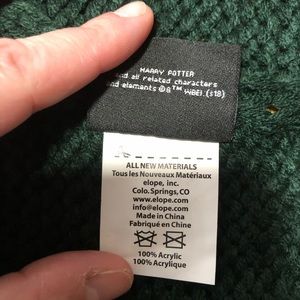 HARRY POTTER
and all related characters
and elements ©&™ WBEI. (s18)
ALL NEW MATERIALS
Tous les Nouveaux Matériaux
elope, inc.
Colo. Springs, CO
www.elope.com
info@elope.com
Made in China
Fabriqué en Chine
100% Acrylic
100% Acrylique